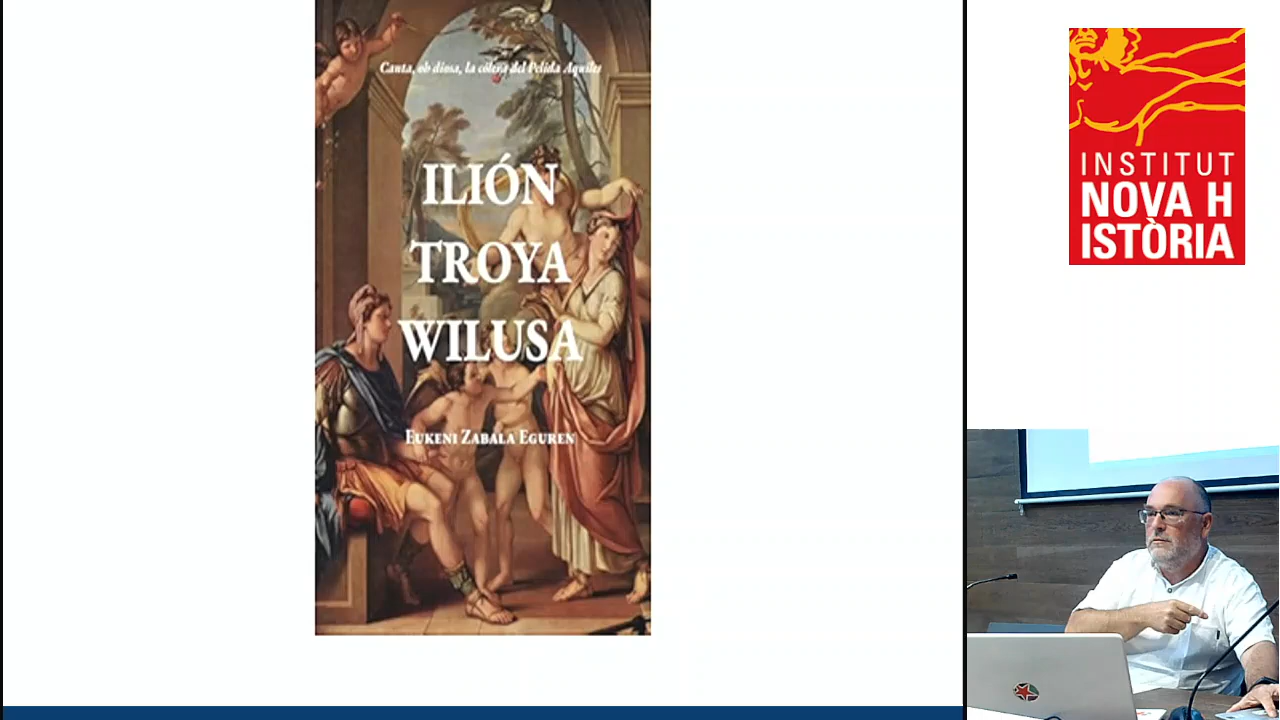 Canta, oh diosa, la cólera del Pelida Aquiles
ILIÓN
TROYA
WILUSA
Eukeni Zabala Eguren
INSTITUT
NOVA H
ISTÒRIA